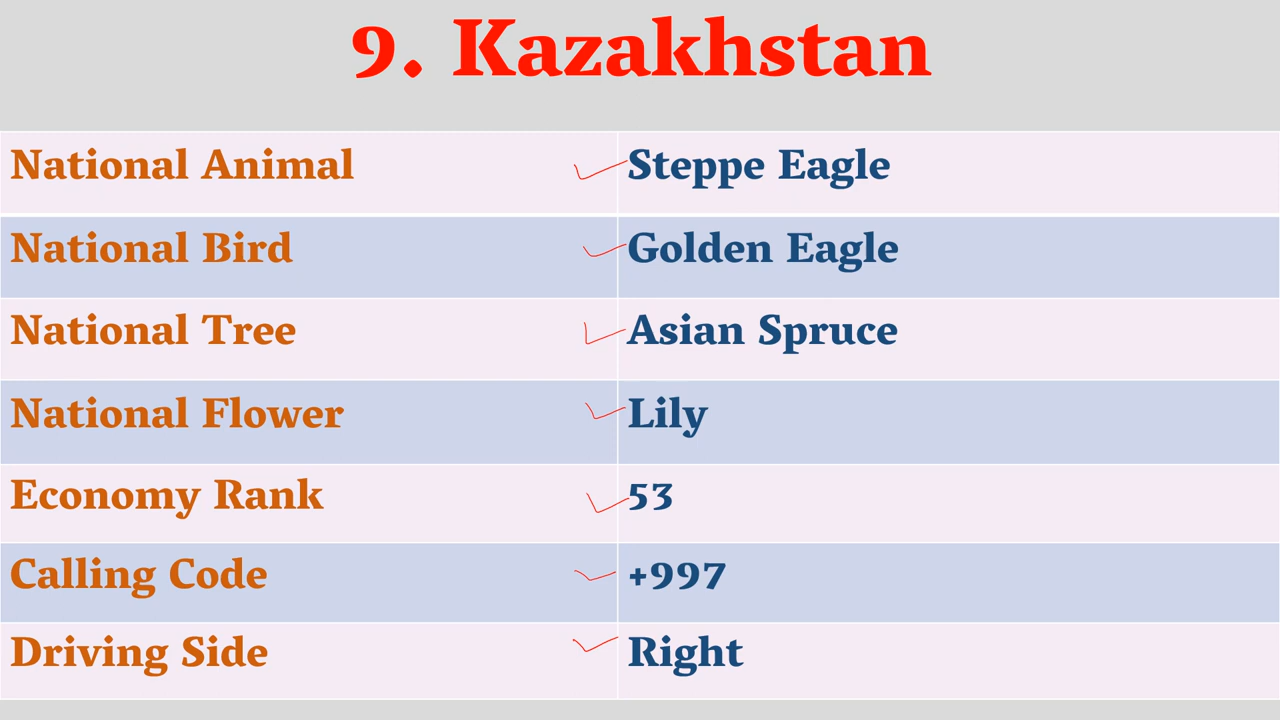 9. Kazakhstan
National Animal Steppe Eagle
National Bird Golden Eagle
National Tree Asian Spruce
National Flower Lily
Economy Rank 53
Calling Code +997
Driving Side Right